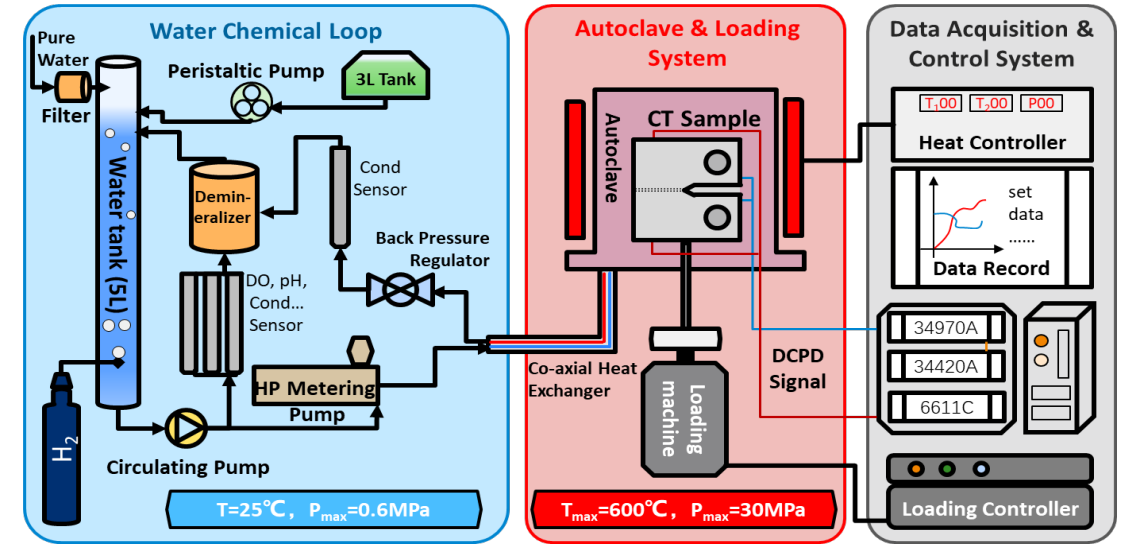 Water Chemical Loop
Pure
Water
Filter
Peristaltic Pump
3L Tank
Water tank (5L)
Demin-
eralizer
Cond
Sensor
Back Pressure
Regulator
DO, pH,
Cond...
Sensor
HP Metering
Pump
Circulating Pump
H2
T=25℃, Pmax=0.6MPa
Autoclave & Loading
System
Autoclave
CT Sample
Co-axial Heat
Exchanger
Loading
machine
DCPD
Signal
Tmax=600℃, Pmax=30MPa
Data Acquisition &
Control System
T100 T200 P00
Heat Controller
set
data
......
Data Record
34970A
34420A
6611C
Loading Controller